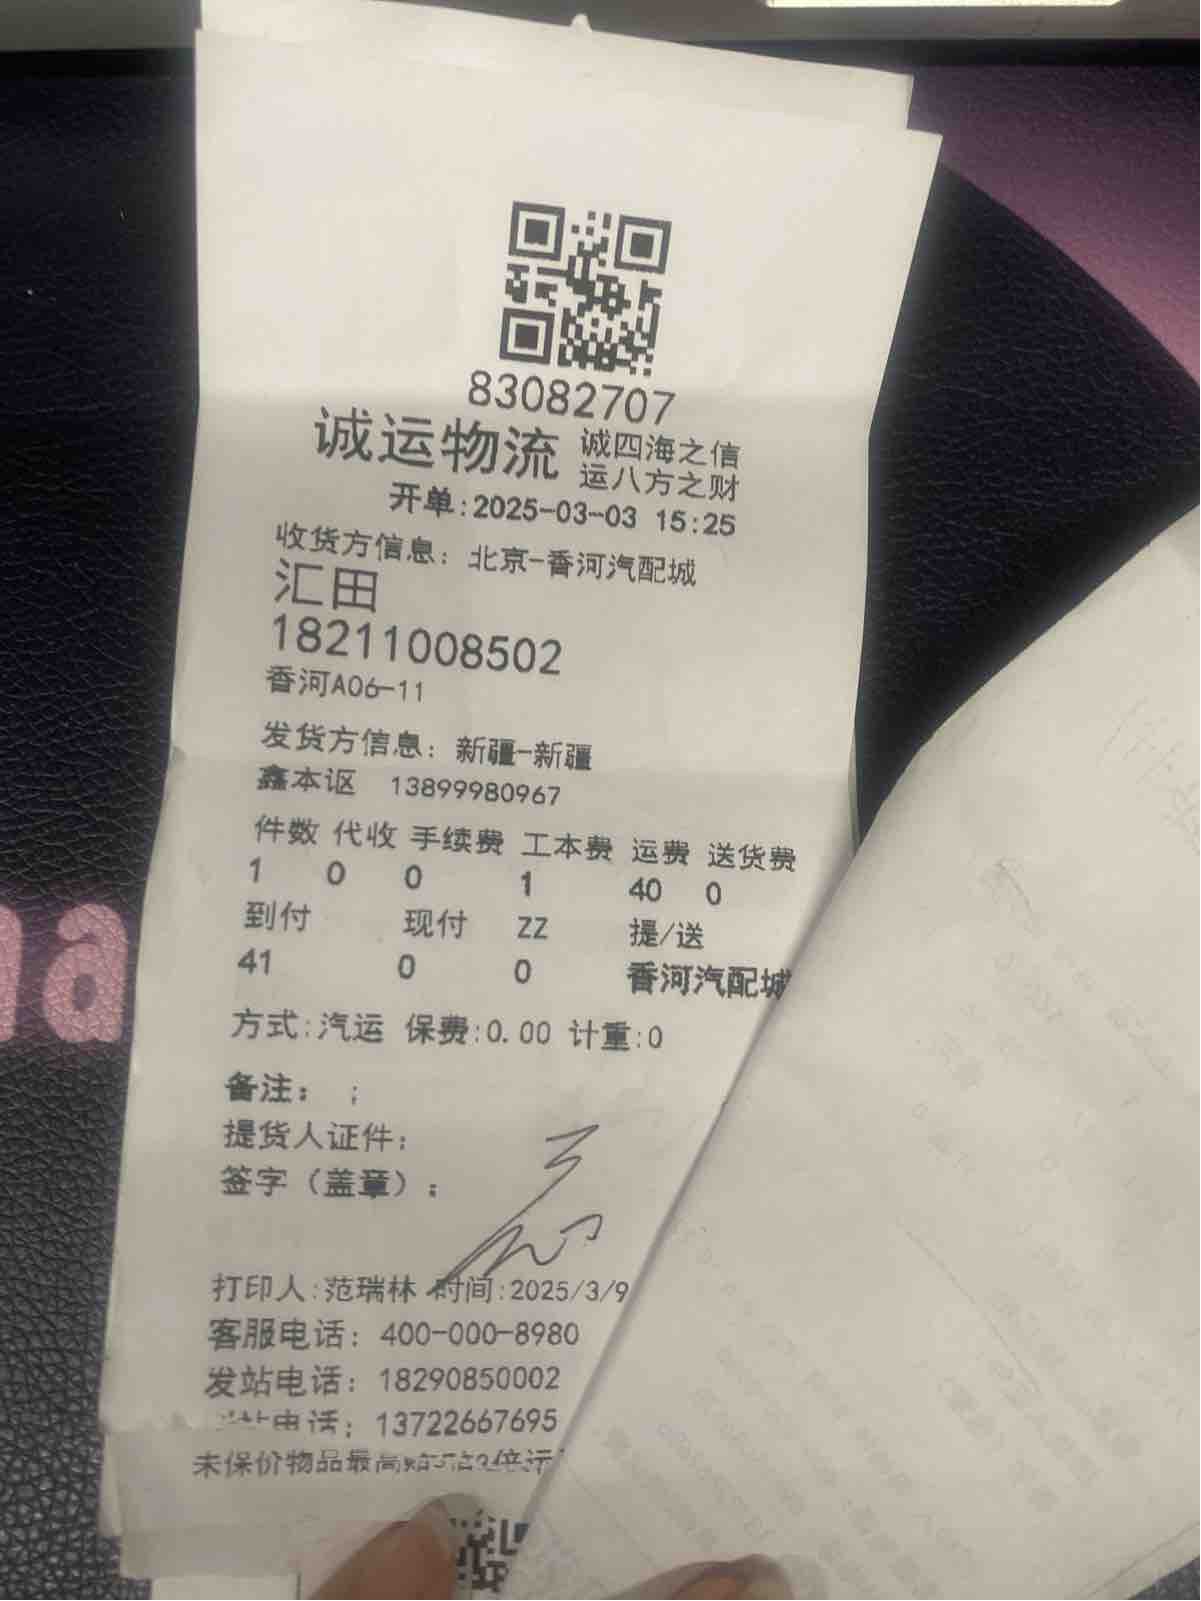 83082707
诚运物流 诚四海之信
运八方之财
开单:2025-03-03 15:25
收货方信息: 北京-香河汽配城
汇田
18211008502
香河A06-11
发货方信息: 新疆-新疆
鑫本讴 13899980967
件数 代收 手续费 工本费 运费 送货费
1 0 0 1 40 0
到付 现付 ZZ 提/送
41 0 0 香河汽配城
方式:汽运 保费:0.00 计重:0
备注: ;
提货人证件:
签字（盖章）:
打印人:范瑞林 时间:2025/3/9
客服电话: 400-000-8980
发站电话: 18290850002
站电话: 13722667695
未保价物品最高
na